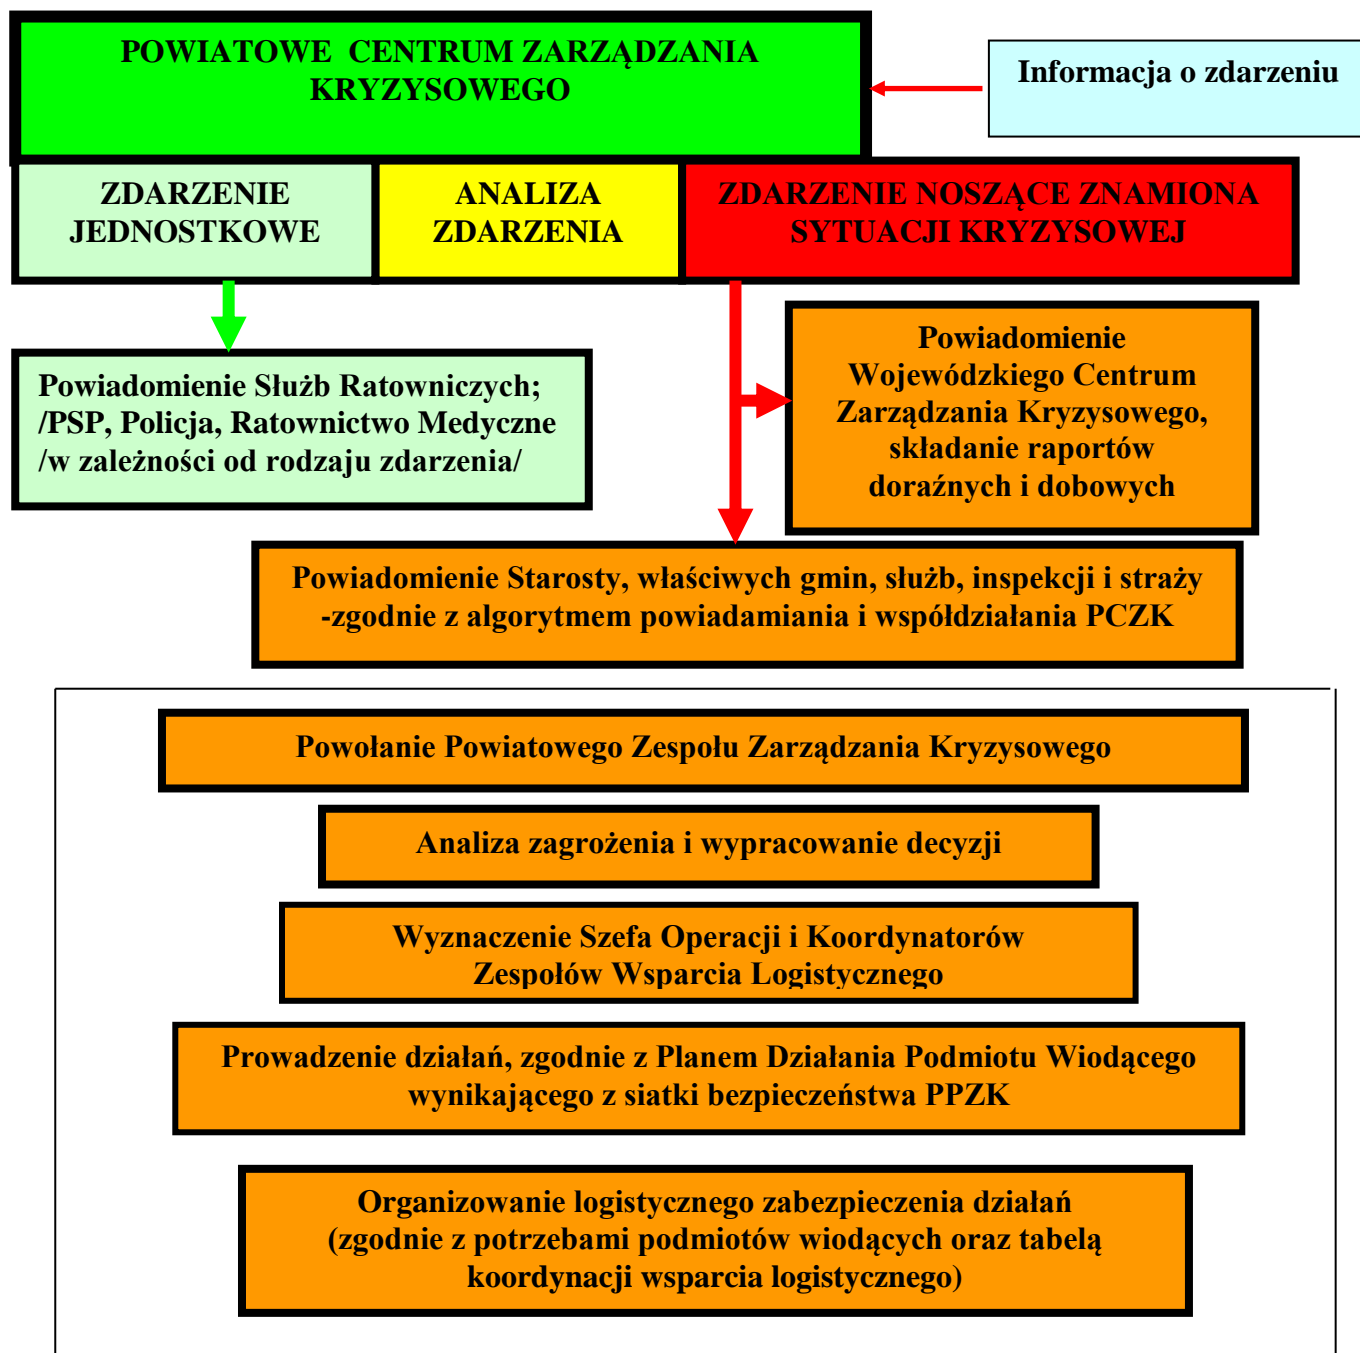 POWIATOWE CENTRUM ZARZĄDZANIA
KRYZYSOWEGO
Informacja o zdarzeniu
ZDARZENIE
JEDNOSTKOWE
ANALIZA
ZDARZENIA
ZDARZENIE NOSZĄCE ZNAMIONA
SYTUACJI KRYZYSOWEJ
Powiadomienie Służb Ratowniczych;
/PSP, Policja, Ratownictwo Medyczne
/w zależności od rodzaju zdarzenia/
Powiadomienie
Wojewódzkiego Centrum
Zarządzania Kryzysowego,
składanie raportów
doraźnych i dobowych
Powiadomienie Starosty, właściwych gmin, służb, inspekcji i straży
-zgodnie z algorytmem powiadamiania i współdziałania PCZK
Powołanie Powiatowego Zespołu Zarządzania Kryzysowego
Analiza zagrożenia i wypracowanie decyzji
Wyznaczenie Szefa Operacji i Koordynatorów
Zespołów Wsparcia Logistycznego
Prowadzenie działań, zgodnie z Planem Działania Podmiotu Wiodącego
wynikającego z siatki bezpieczeństwa PPZK
Organizowanie logistycznego zabezpieczenia działań
(zgodnie z potrzebami podmiotów wiodących oraz tabelą
koordynacji wsparcia logistycznego)